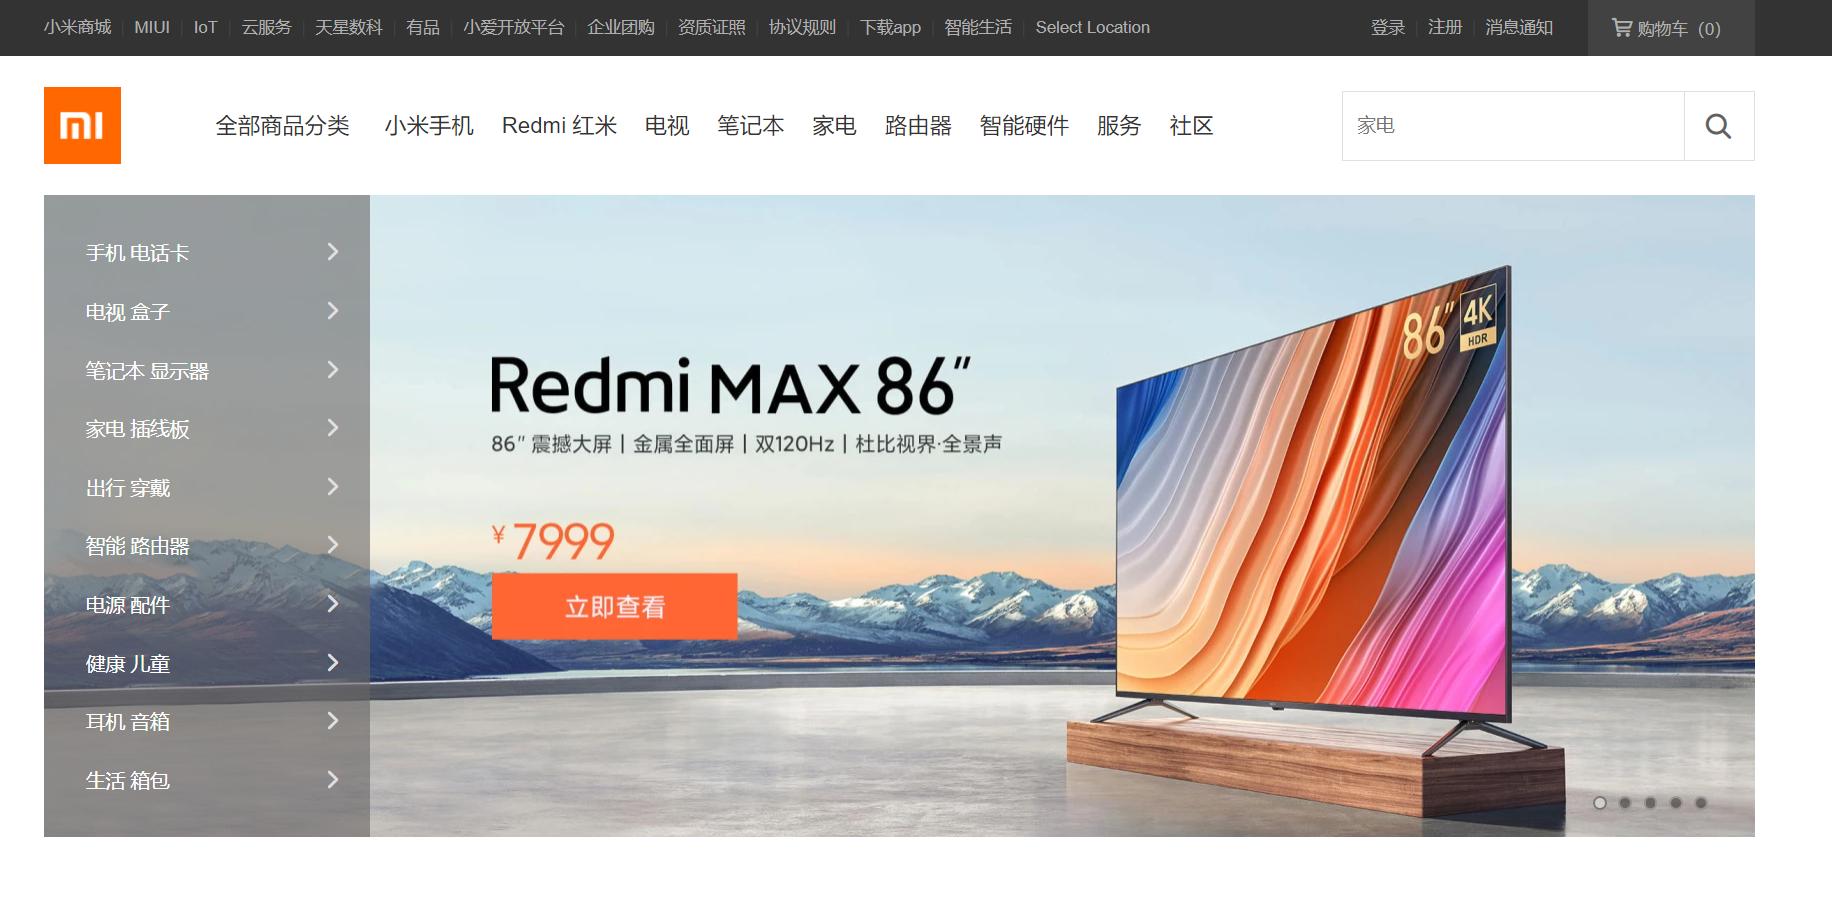 小米商城 MIUI IoT 云服务 天星数科 有品 小爱开放平台 企业团购 资质证照 协议规则 下载app 智能生活 Select Location 登录 注册 消息通知 购物车 (0)
mi 全部商品分类 小米手机 Redmi 红米 电视 笔记本 家电 路由器 智能硬件 服务 社区 家电
手机 电话卡
电视 盒子
笔记本 显示器
家电 插线板
出行 穿戴
智能 路由器
电源 配件
健康 儿童
耳机 音箱
生活 箱包
Redmi MAX 86″
86″ 震撼大屏丨金属全面屏丨双120Hz丨杜比视界·全景声
¥7999
立即查看
86″ 4K
HDR